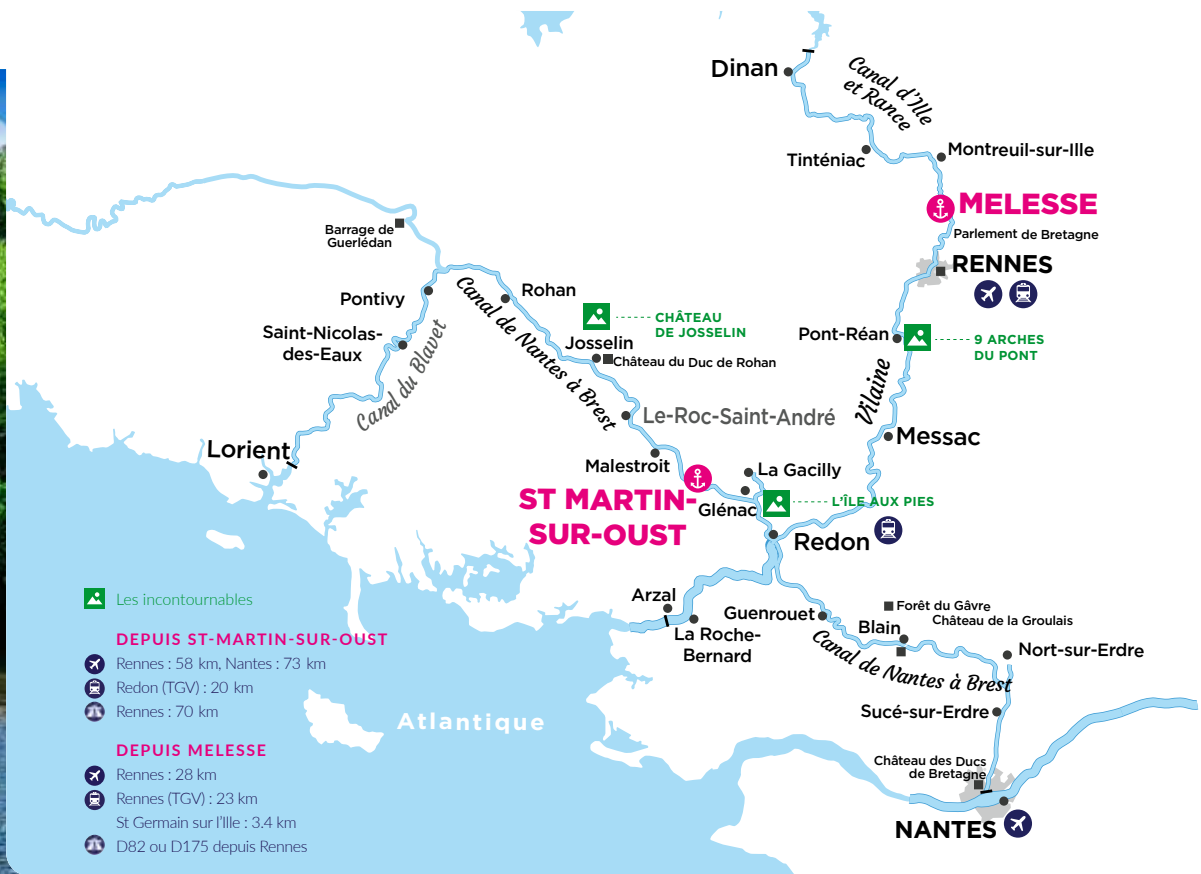 Dinan
Canal d'Ille
et Rance
Tinténiac
Montreuil-sur-Ille
MELESSE
Parlement de Bretagne
RENNES
Barrage de
Guerlédan
Pontivy
Rohan
Saint-Nicolas-
des-Eaux
Canal du Blavet
Canal de Nantes à Brest
CHÂTEAU
DE JOSSELIN
Josselin
Château du Duc de Rohan
Pont-Réan
9 ARCHES
DU PONT
Vilaine
Le-Roc-Saint-André
Messac
Lorient
Malestroit
La Gacilly
ST MARTIN-
SUR-OUST
Glénac
L'ÎLE AUX PIES
Redon
Arzal
La Roche-
Bernard
Guenrouet
Forêt du Gâvre
Château de la Groulais
Blain
Canal de Nantes à Brest
Nort-sur-Erdre
Sucé-sur-Erdre
Atlantique
Château des Ducs
de Bretagne
NANTES
Les incontournables
DEPUIS ST-MARTIN-SUR-OUST
Rennes : 58 km, Nantes : 73 km
Redon (TGV) : 20 km
Rennes : 70 km
DEPUIS MELESSE
Rennes : 28 km
Rennes (TGV) : 23 km
St Germain sur l'Ille : 3.4 km
D82 ou D175 depuis Rennes